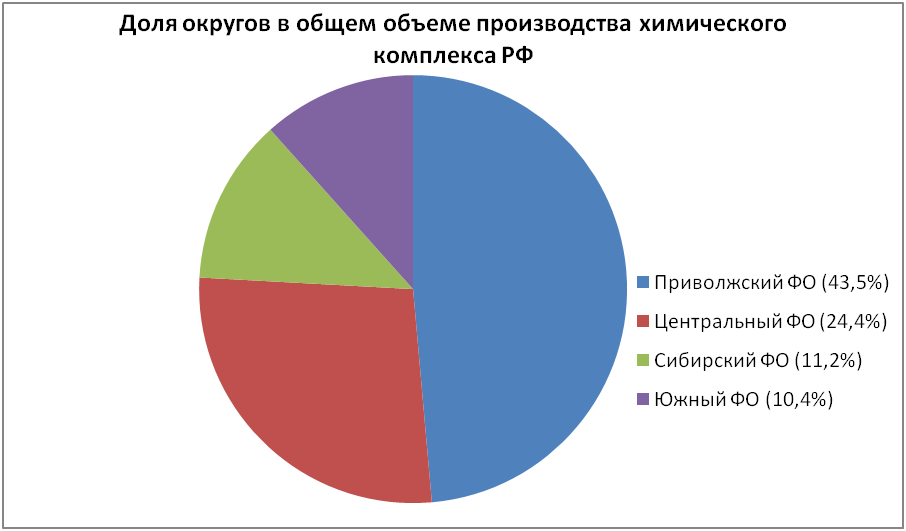 Доля округов в общем объеме производства химического
комплекса РФ
Приволжский ФО (43,5%)
Центральный ФО (24,4%)
Сибирский ФО (11,2%)
Южный ФО (10,4%)